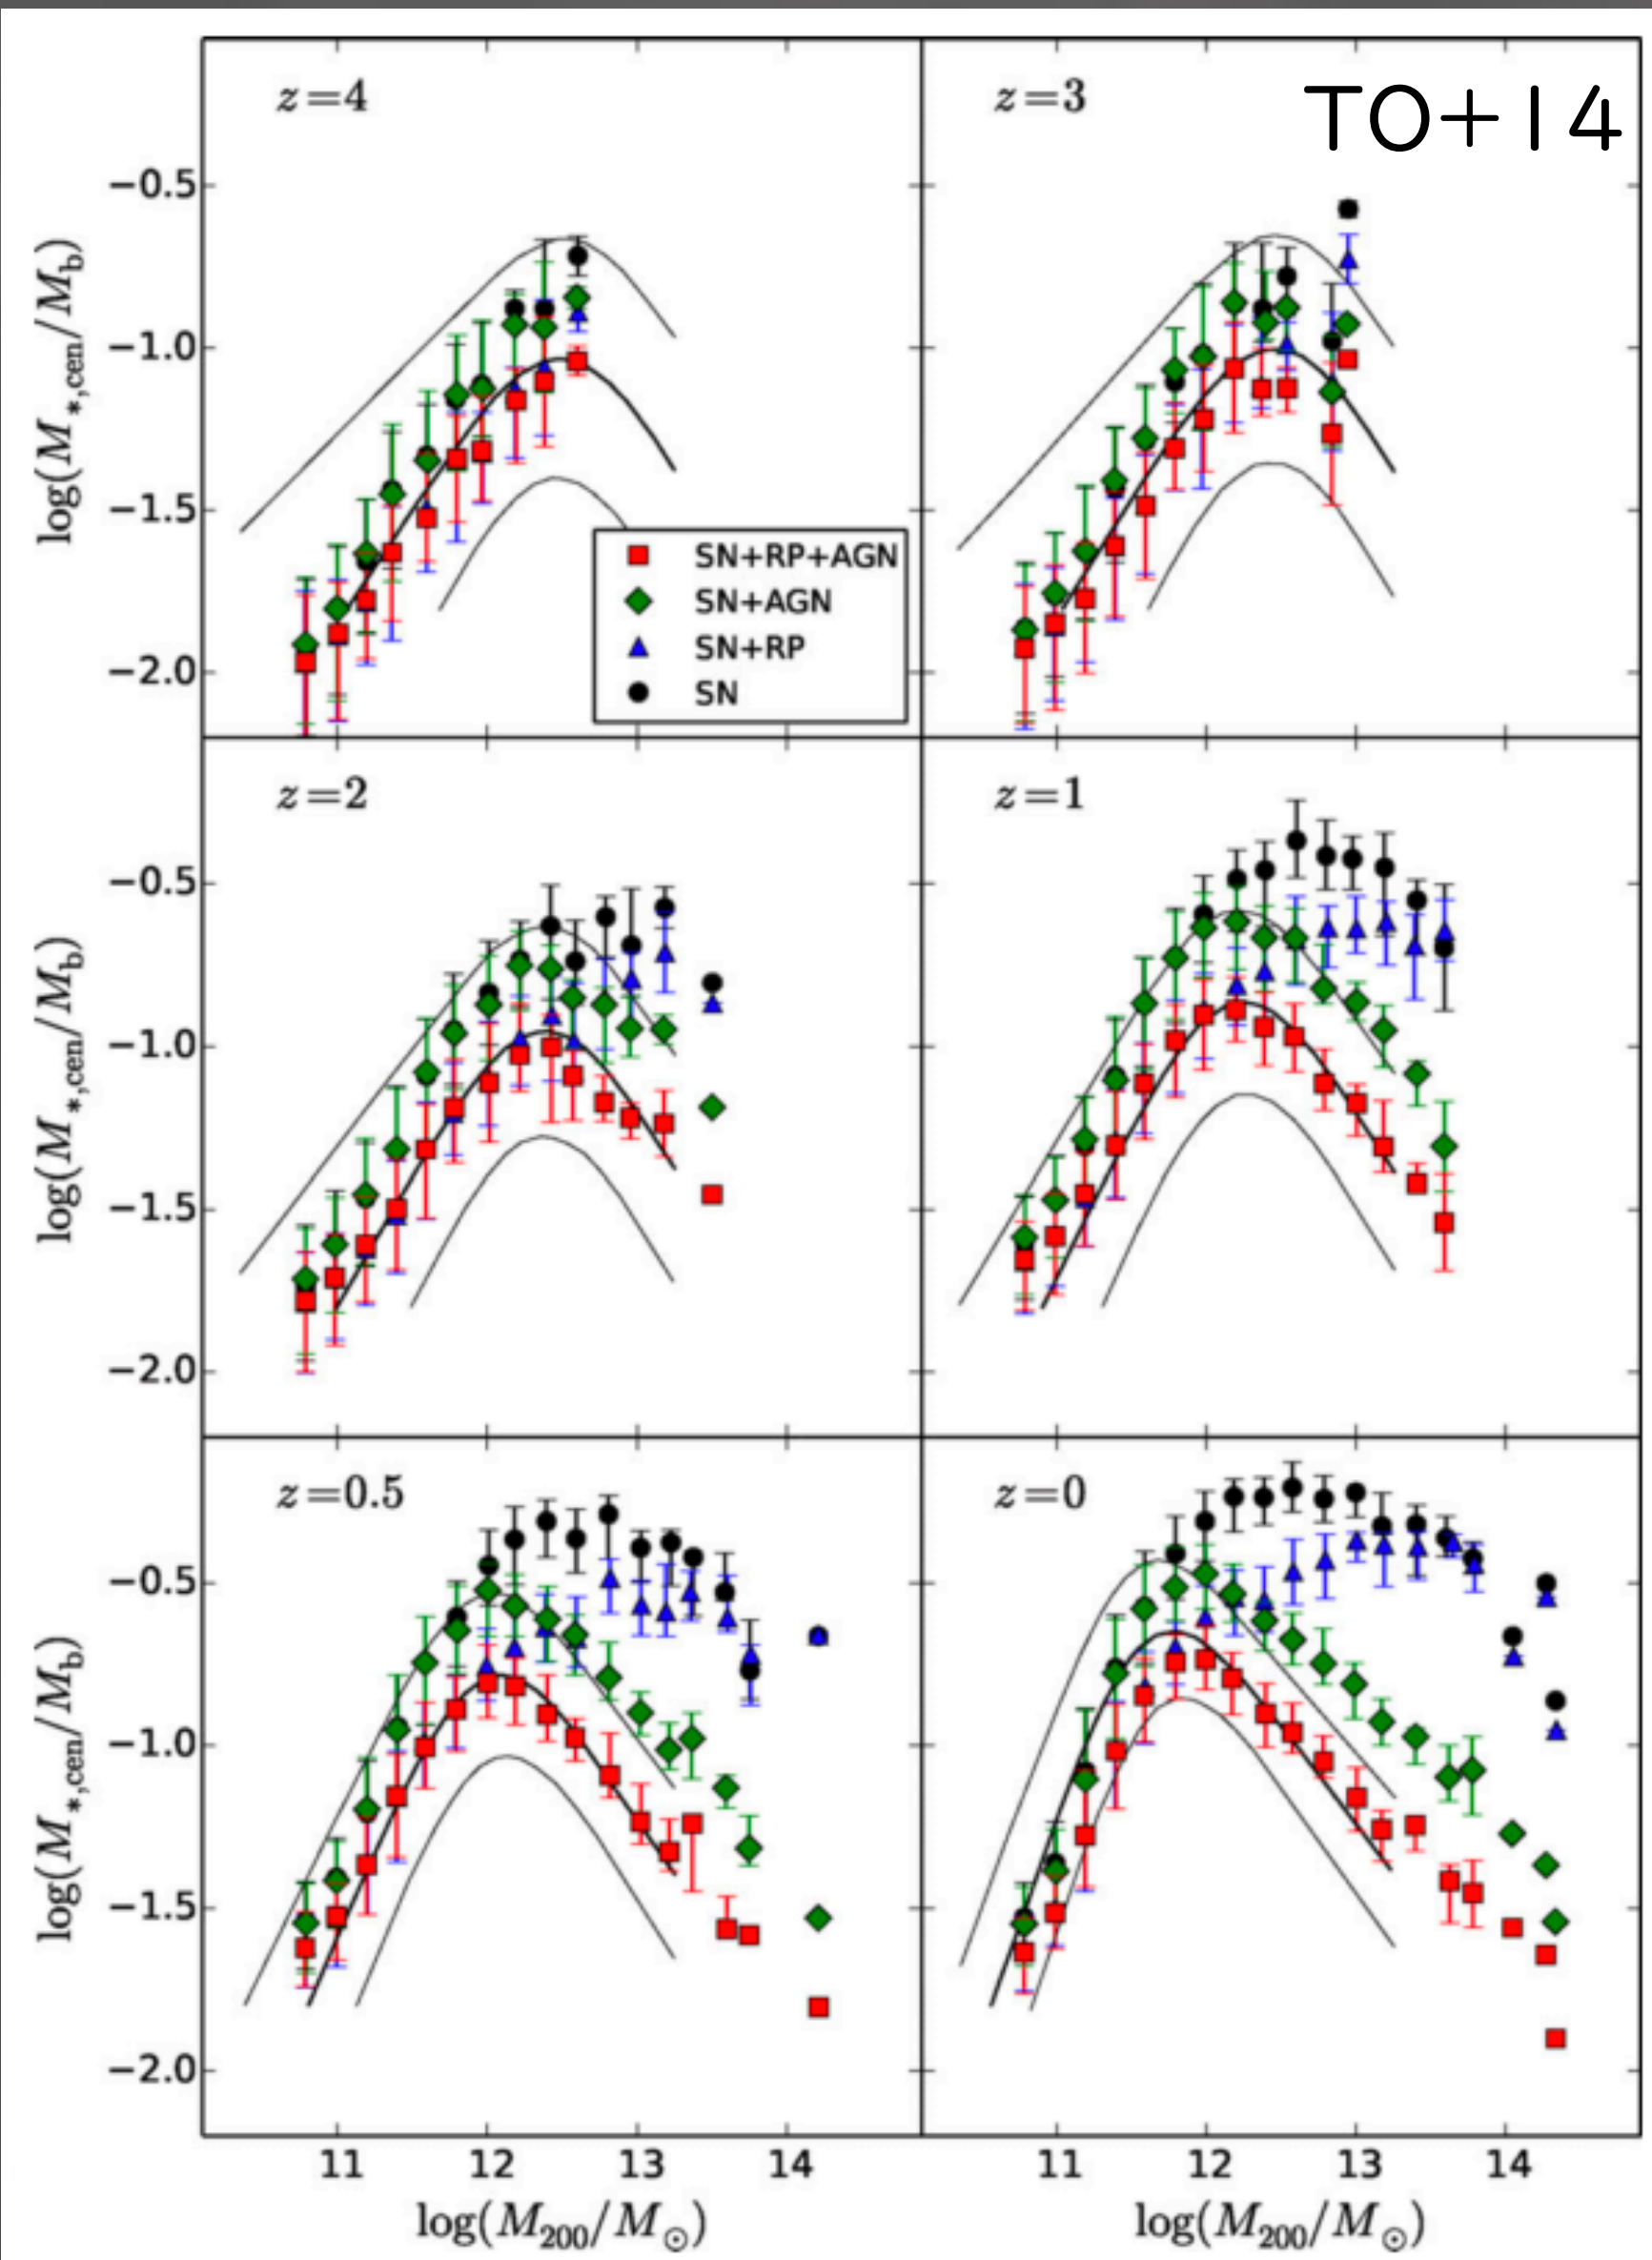 z=4
z=3
TO+14
−0.5
−1.0
−1.5
−2.0
log(M*,cen/Mb)
SN+RP+AGN
SN+AGN
SN+RP
SN
z=2
z=1
−0.5
−1.0
−1.5
−2.0
log(M*,cen/Mb)
z=0.5
z=0
−0.5
−1.0
−1.5
−2.0
log(M*,cen/Mb)
11 12 13 14
11 12 13 14
log(M200/M⊙)
log(M200/M⊙)